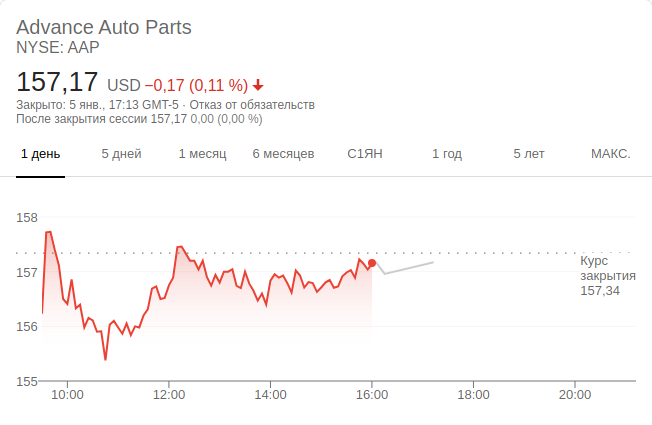 Advance Auto Parts
NYSE: AAP
157,17 USD −0,17 (0,11 %)
Закрыто: 5 янв., 17:13 GMT-5 · Отказ от обязательств
После закрытия сессии 157,17 0,00 (0,00 %)
1 день 5 дней 1 месяц 6 месяцев С1ЯН 1 год 5 лет МАКС.
158
157
156
155
Курс
закрытия
157,34
10:00 12:00 14:00 16:00 18:00 20:00